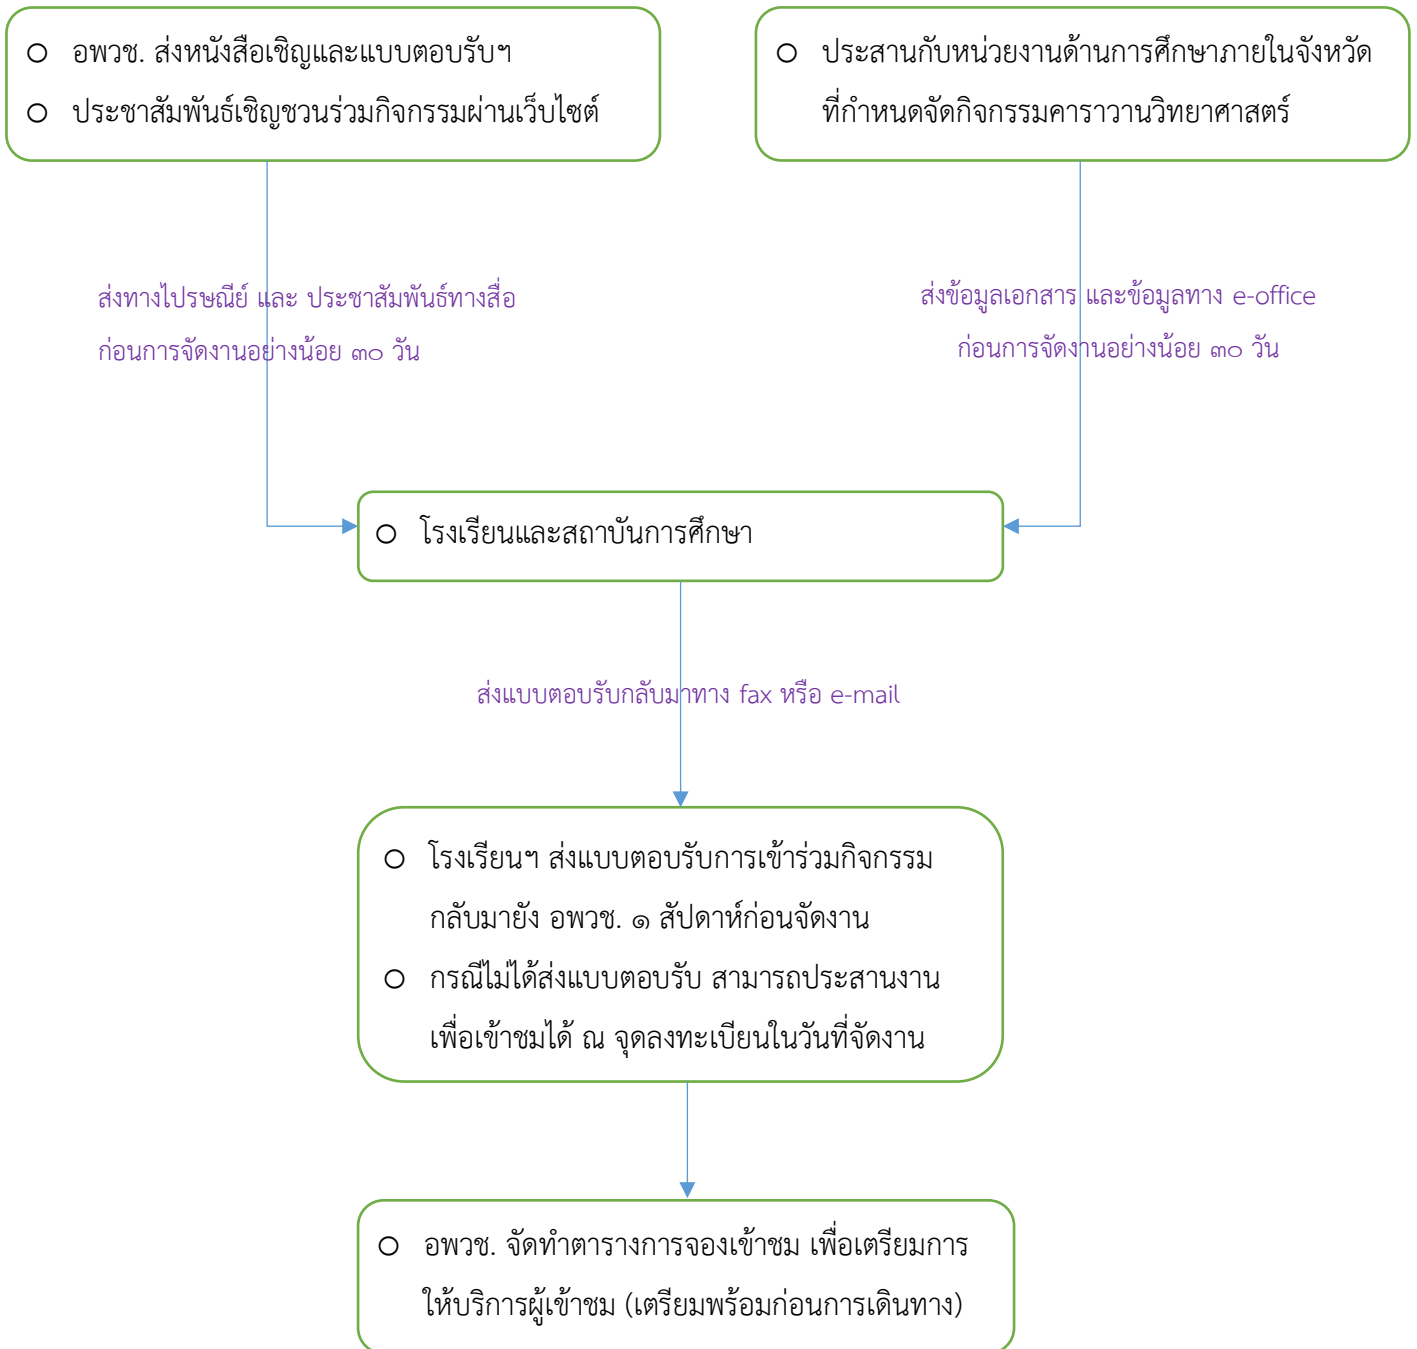 อพวช. ส่งหนังสือเชิญและแบบตอบรับฯ
ประชาสัมพันธ์เชิญชวนร่วมกิจกรรมผ่านเว็บไซต์
ประสานกับหน่วยงานด้านการศึกษาภายในจังหวัด
ที่กำหนดจัดกิจกรรมคาราวานวิทยาศาสตร์
ส่งทางไปรษณีย์ และ ประชาสัมพันธ์ทางสื่อ
ก่อนการจัดงานอย่างน้อย ๓๐ วัน
ส่งข้อมูลเอกสาร และข้อมูลทาง e-office
ก่อนการจัดงานอย่างน้อย ๓๐ วัน
โรงเรียนและสถาบันการศึกษา
ส่งแบบตอบรับกลับมาทาง fax หรือ e-mail
โรงเรียนฯ ส่งแบบตอบรับการเข้าร่วมกิจกรรม
กลับมายัง อพวช. ๑ สัปดาห์ก่อนจัดงาน
กรณีไม่ได้ส่งแบบตอบรับ สามารถประสานงาน
เพื่อเข้าชมได้ ณ จุดลงทะเบียนในวันที่จัดงาน
อพวช. จัดทำตารางการจองเข้าชม เพื่อเตรียมการ
ให้บริการผู้เข้าชม (เตรียมพร้อมก่อนการเดินทาง)